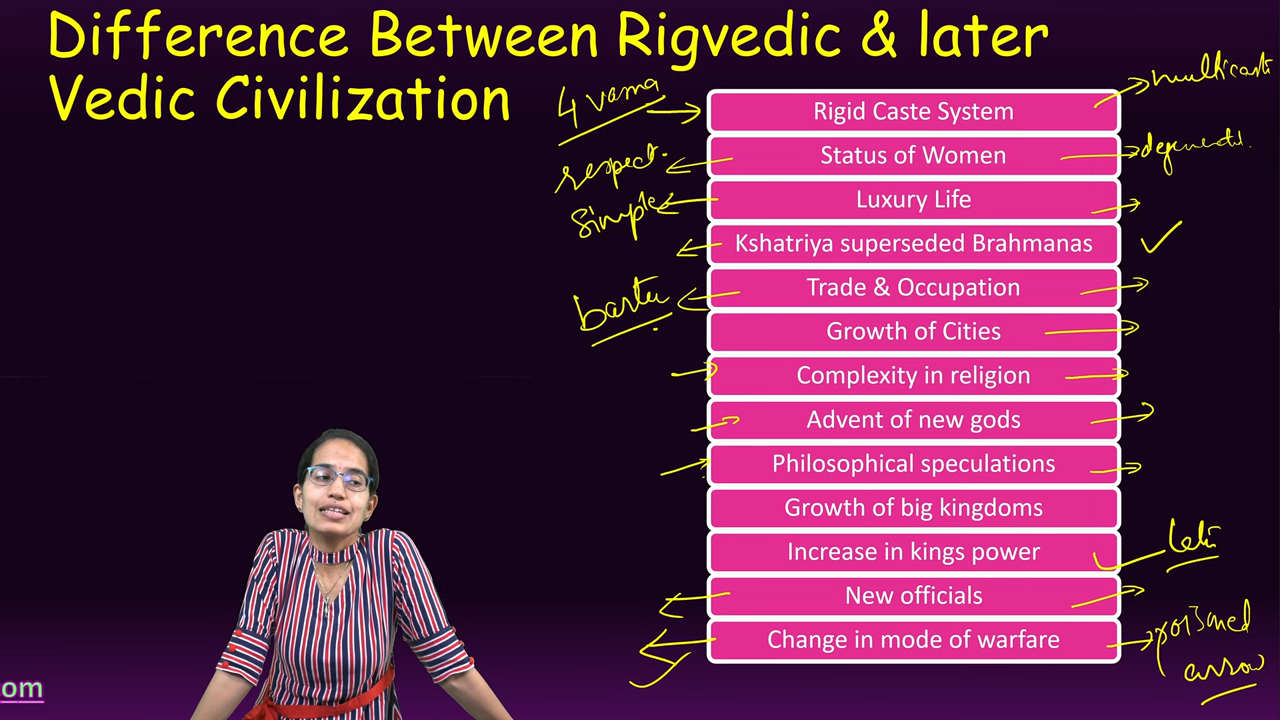 Difference Between Rigvedic & later
Vedic Civilization
4 varna
multicaste
Rigid Caste System
respect.
Status of Women
simple
Luxury Life
Kshatriya superseded Brahmanas
Trade & Occupation
Growth of Cities
Complexity in religion
Advent of new gods
Philosophical speculations
Growth of big kingdoms
Increase in kings power
New officials
Change in mode of warfare
poisoned
arrow
om